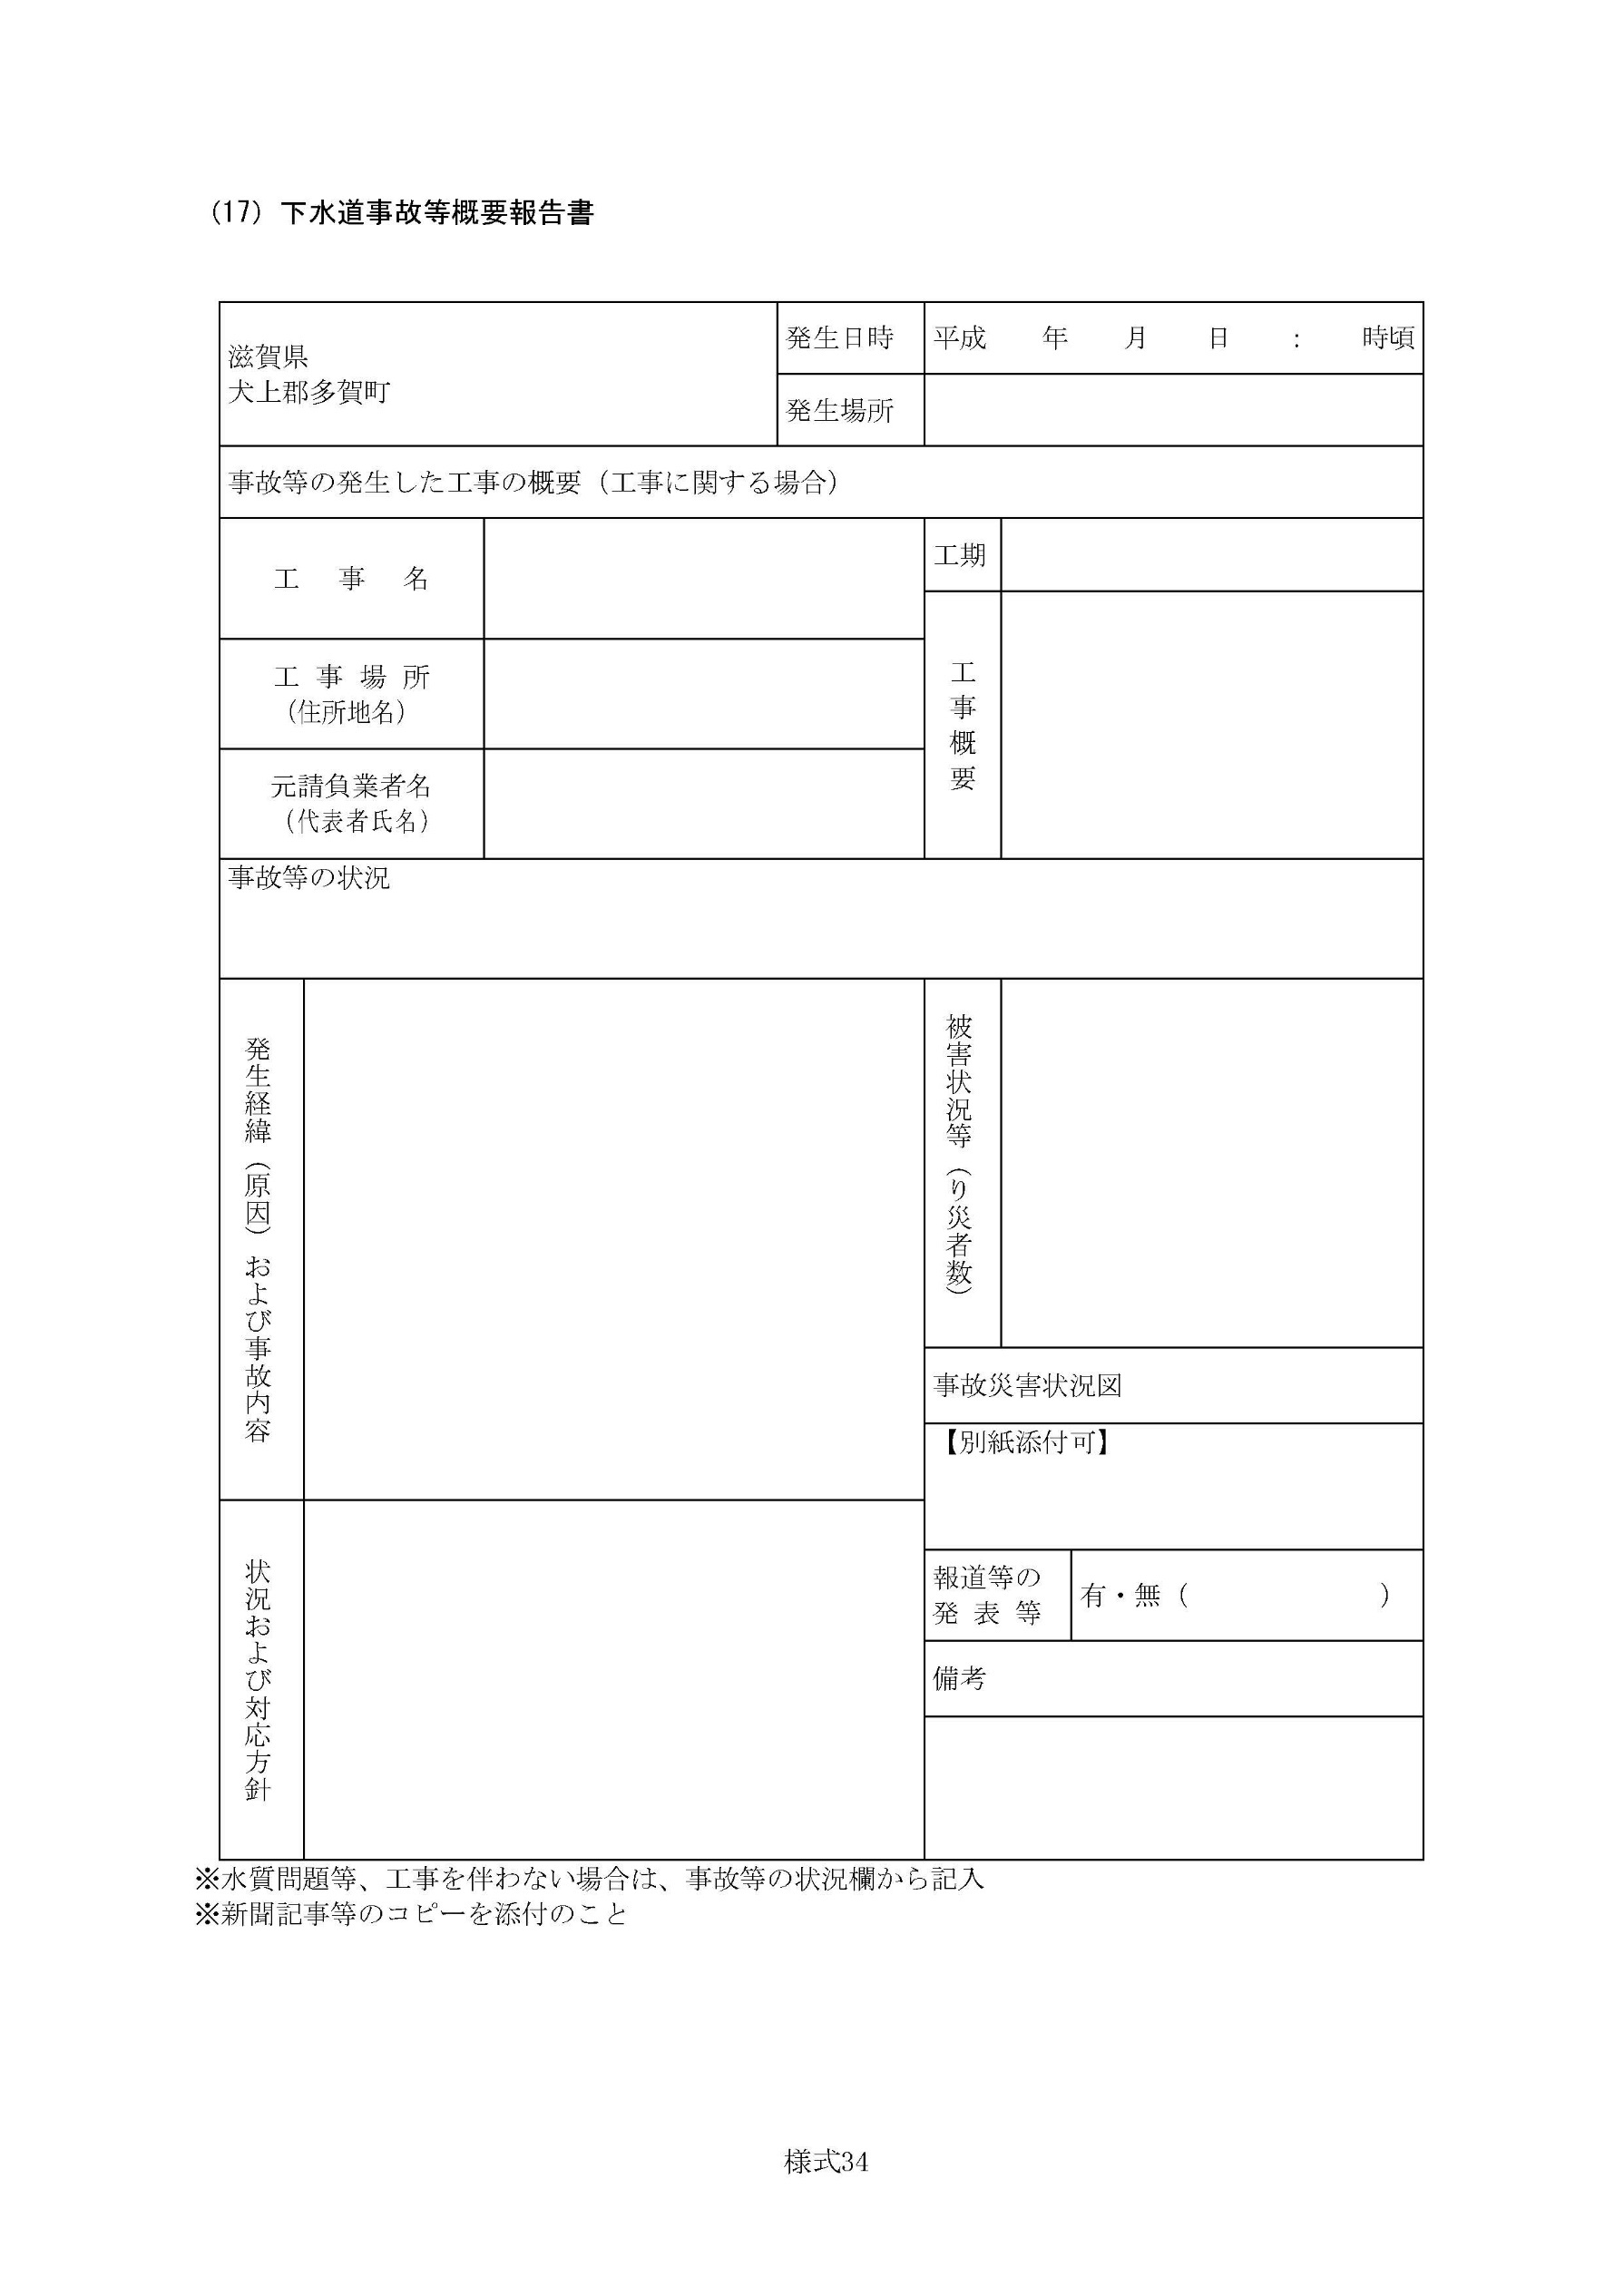 （17）下水道事故等概要報告書
滋賀県
犬上郡多賀町
発生日時
平成　　年　　月　　日　　：　　時頃
発生場所
事故等の発生した工事の概要（工事に関する場合）
工　事　名
工期
工 事 場 所
（住所地名）
工事概要
元請負業者名
（代表者氏名）
事故等の状況
発生経緯（原因）および事故内容
被害状況等（り災者数）
事故災害状況図
【別紙添付可】
状況および対応方針
報道等の
発 表 等
有・無（　　　　　　　）
備考
※水質問題等、工事を伴わない場合は、事故等の状況欄から記入
※新聞記事等のコピーを添付のこと
様式34